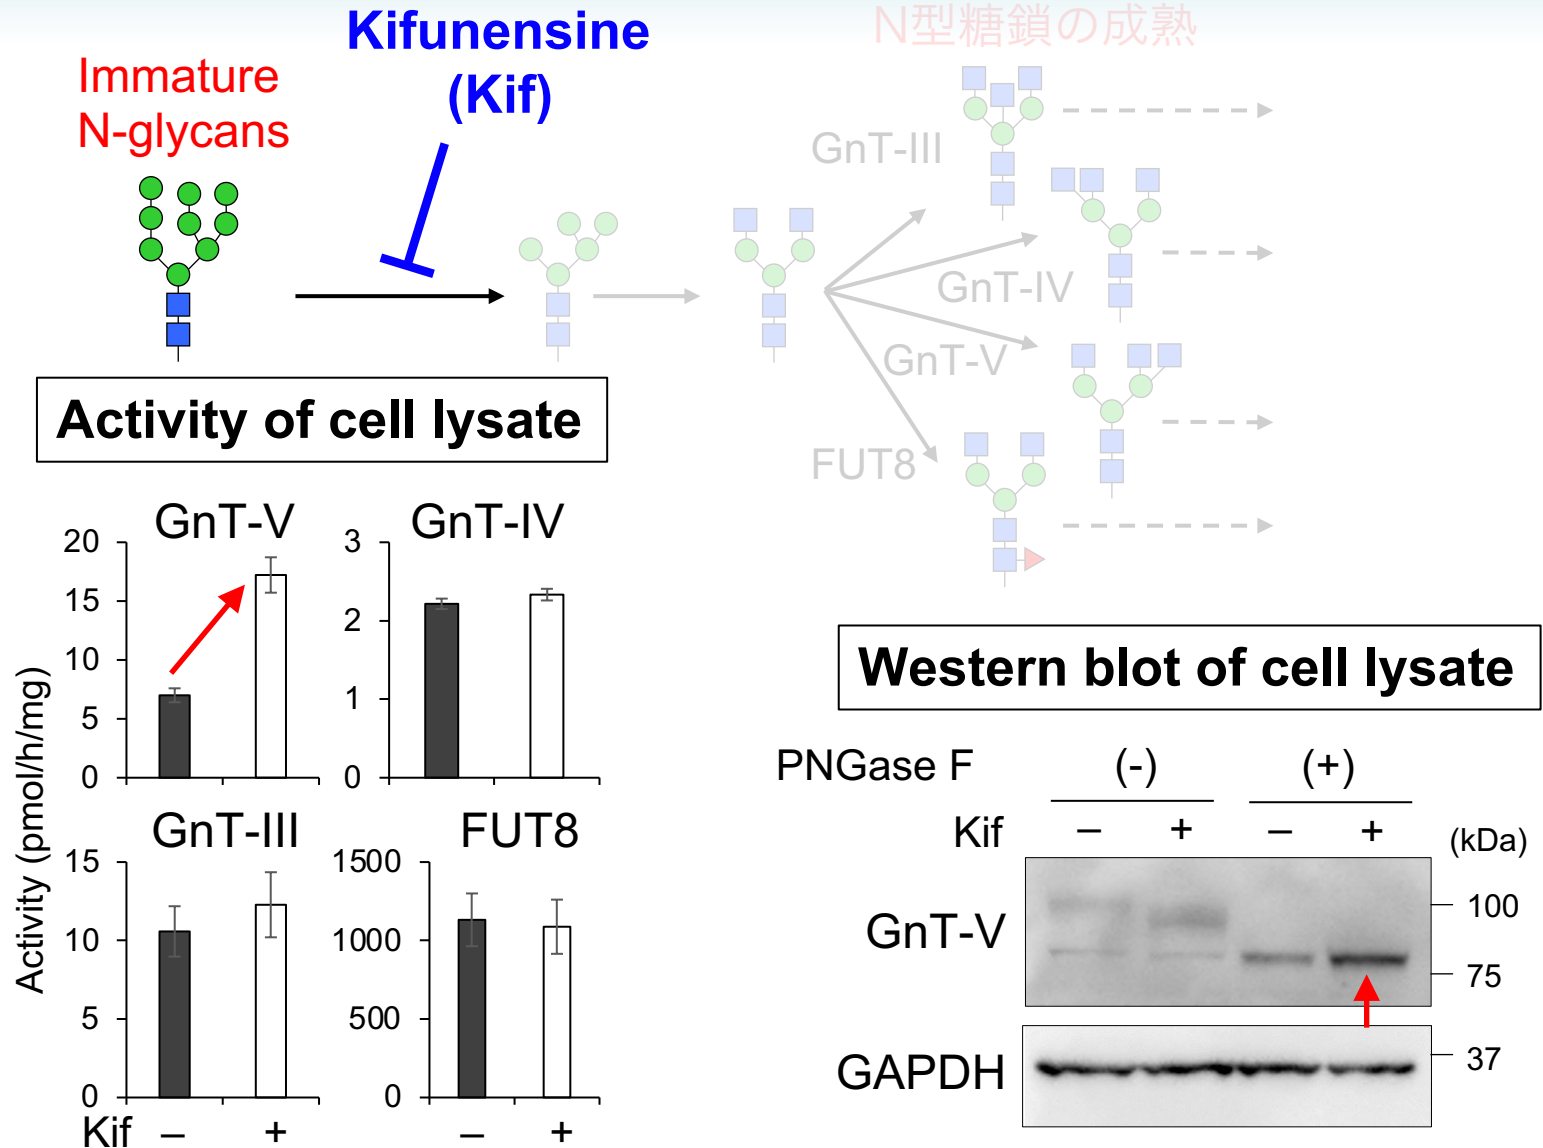 N型糖鎖の成熟
Kifunensine
(Kif)
Immature
N-glycans
GnT-III
GnT-IV
GnT-V
FUT8
Activity of cell lysate
Activity (pmol/h/mg)
GnT-V
20
15
10
5
0
GnT-IV
3
2
1
0
GnT-III
15
10
5
0
FUT8
1500
1000
500
0
Kif – + – +
Western blot of cell lysate
PNGase F (-) (+)
Kif – + – + (kDa)
GnT-V
100
75
GAPDH
37